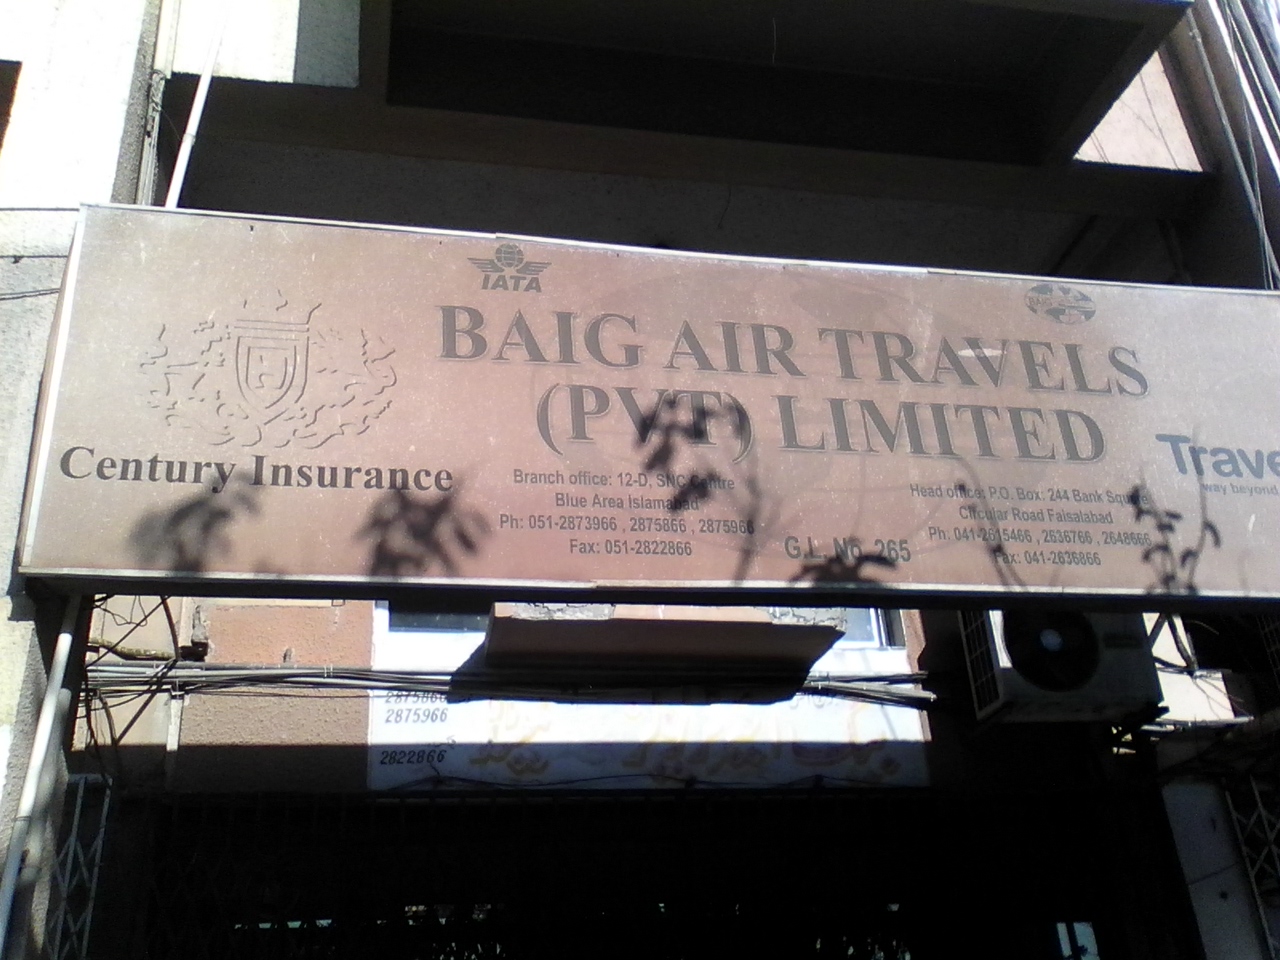 IATA
BAIG AIR TRAVELS
(PVT) LIMITED
Century Insurance
Branch office: 12-D, SNC Centre
Blue Area Islamabad
Ph: 051-2873966 , 2875866 , 2875966
Fax: 051-2822866
G.L. No. 265
Head office: P.O. Box: 244 Bank Square
Circular Road Faisalabad
Ph: 041-2615466 , 2636766 , 2648666
Fax: 041-2636866
Trave
way beyond
2875866
2875966
2822866